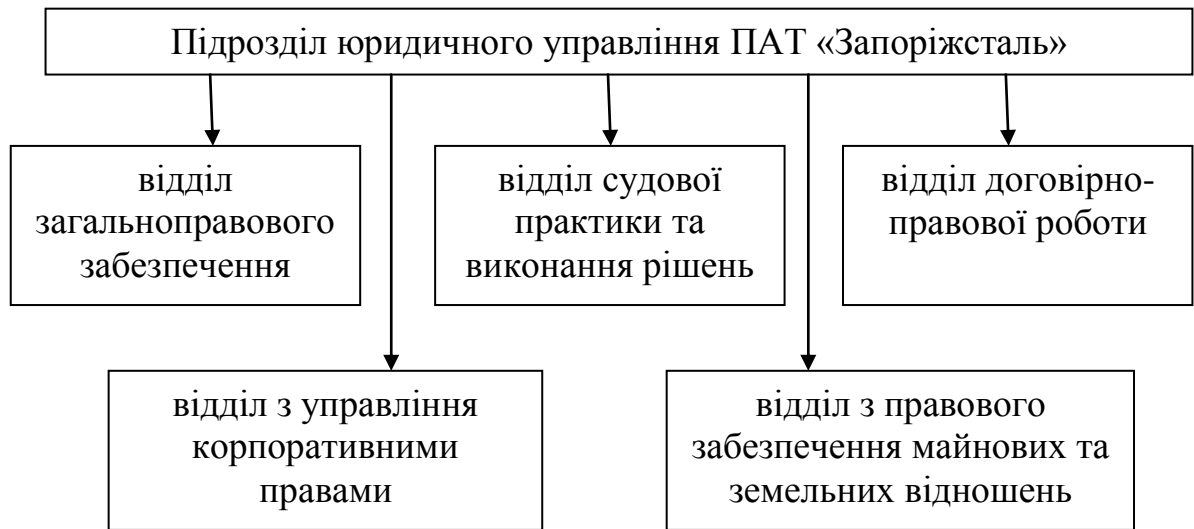 Підрозділ юридичного управління ПАТ «Запоріжсталь»
відділ
загальноправового
забезпечення
відділ судової
практики та
виконання рішень
відділ договірно-
правової роботи
відділ з управління
корпоративними
правами
відділ з правового
забезпечення майнових та
земельних відношень